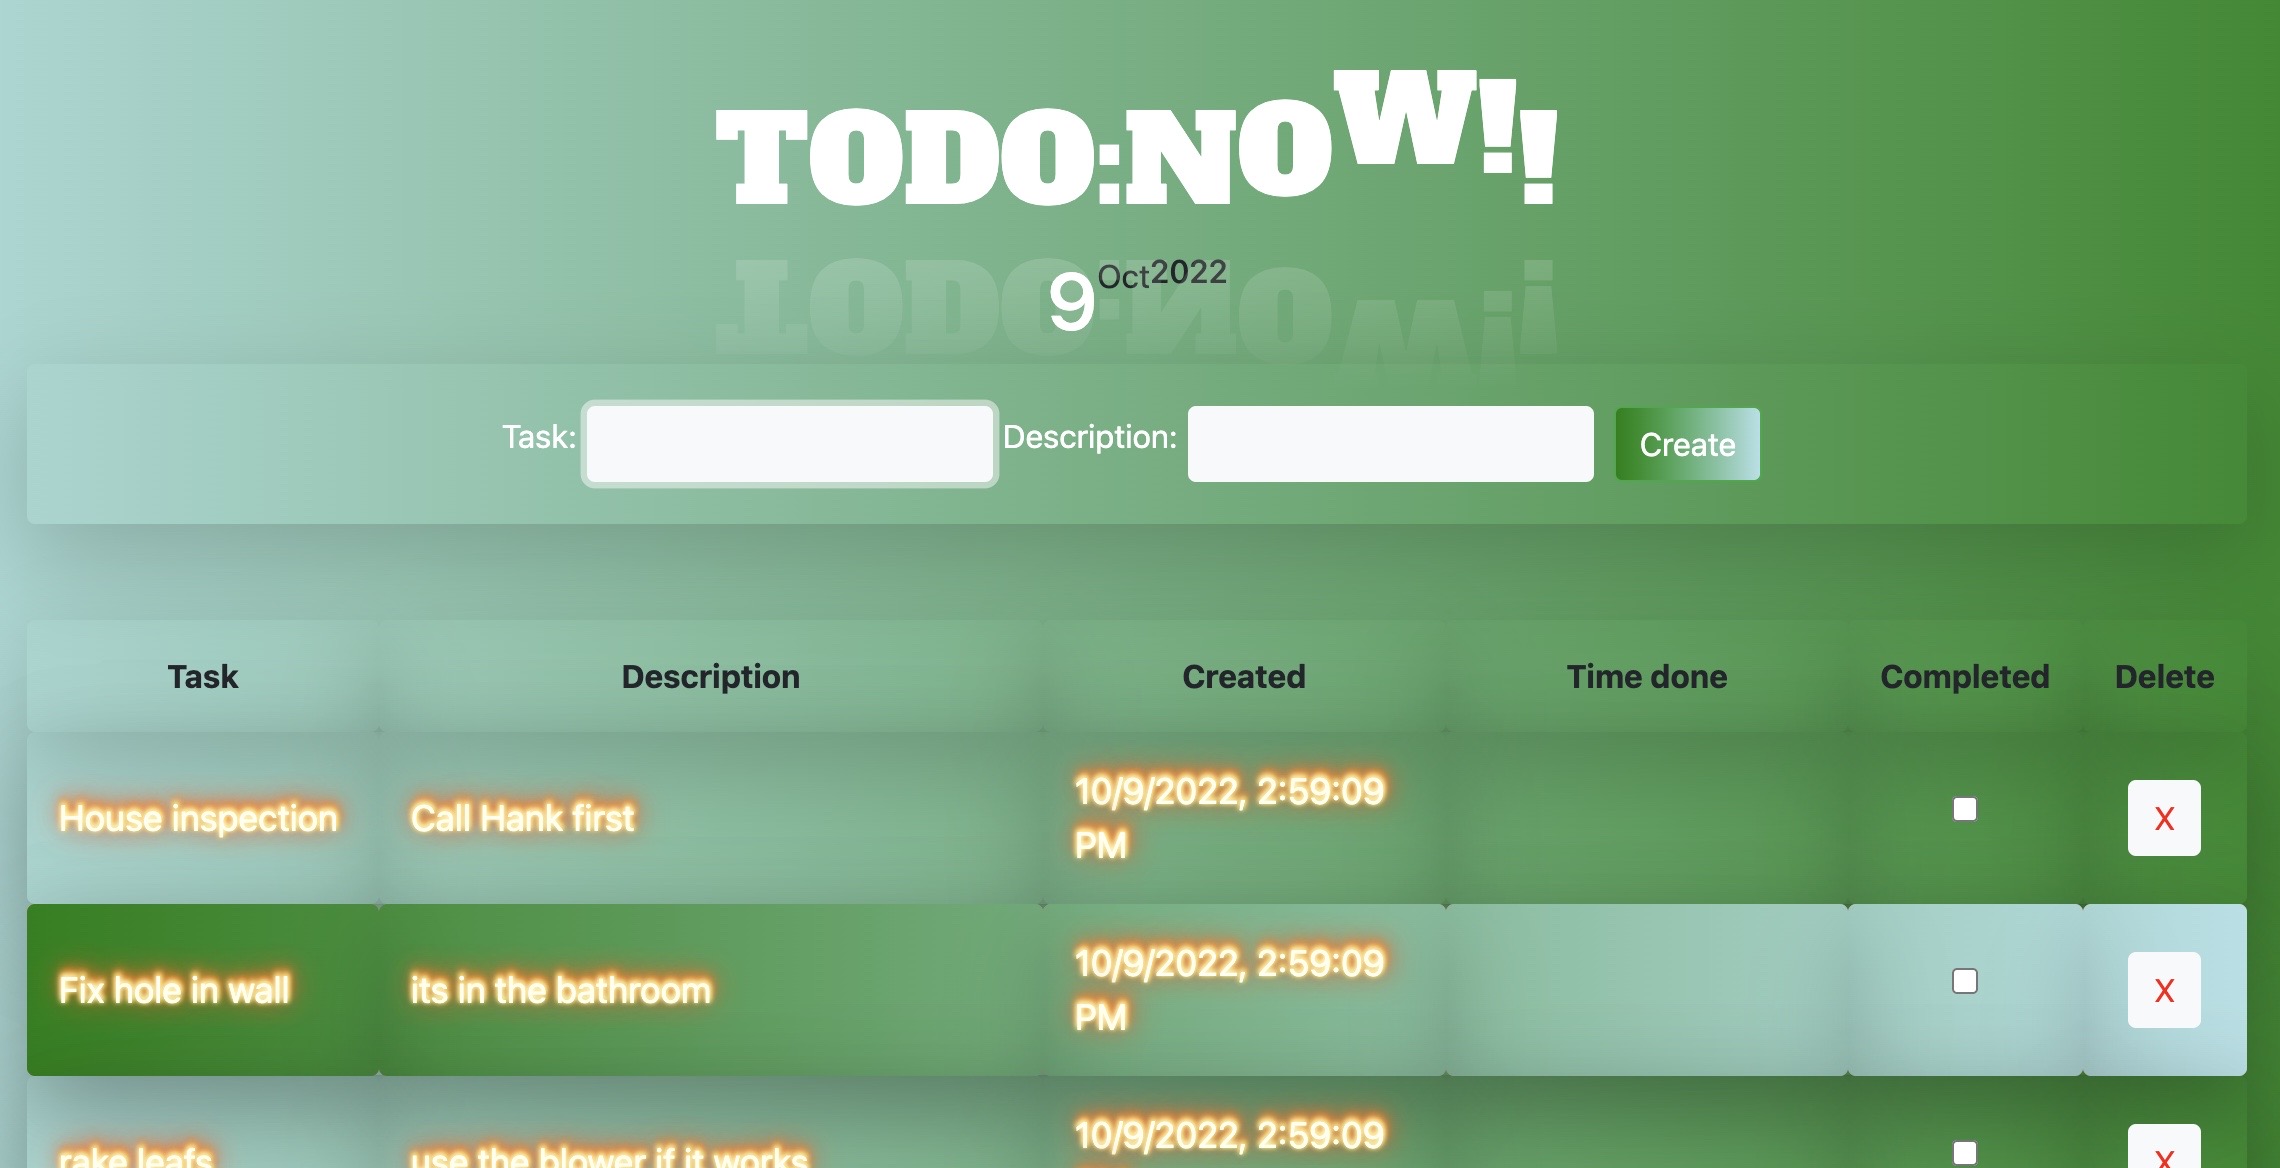 TODO:NOW!!
9 Oct 2022
Task: Description: Create
Task Description Created Time done Completed Delete
House inspection Call Hank first 10/9/2022, 2:59:09 PM X
Fix hole in wall its in the bathroom 10/9/2022, 2:59:09 PM X
rake leafs use the blower if it works 10/9/2022, 2:59:09 X